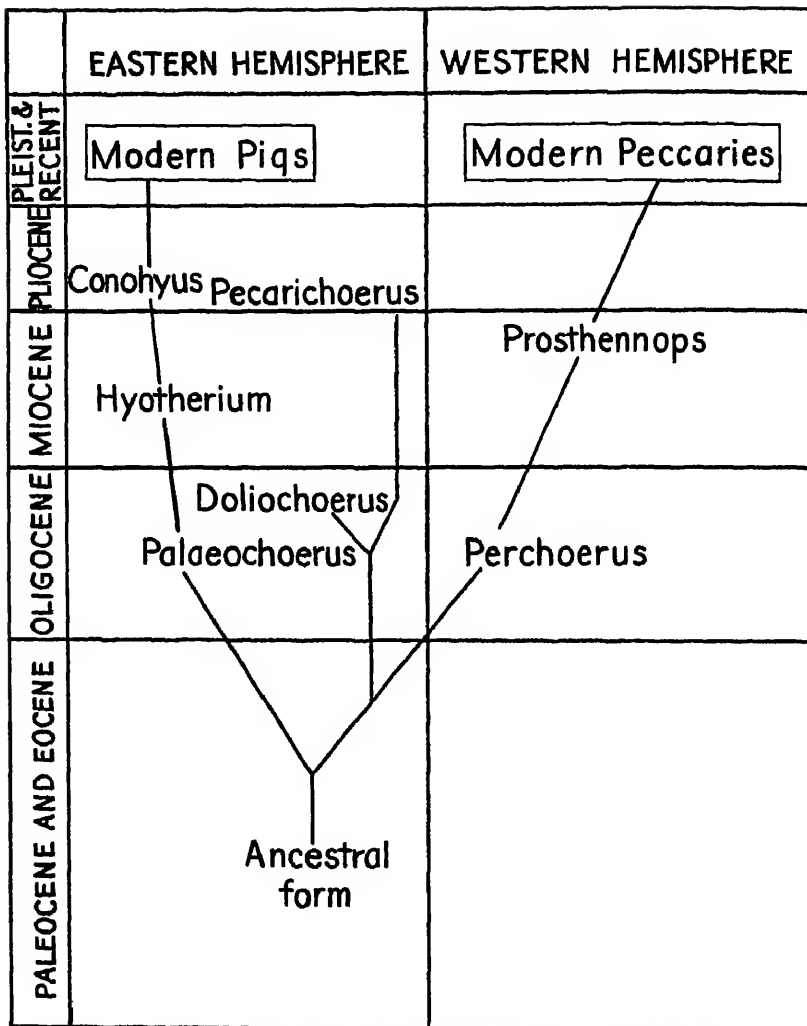 EASTERN HEMISPHERE
WESTERN HEMISPHERE
PLEIST. &
RECENT
Modern Pigs
Modern Peccaries
PLIOCENE
Conohyus
Pecarichoerus
MIOCENE
Prosthennops
Hyotherium
OLIGOCENE
Doliochoerus
Palaeochoerus
Perchoerus
PALEOCENE AND EOCENE
Ancestral
form